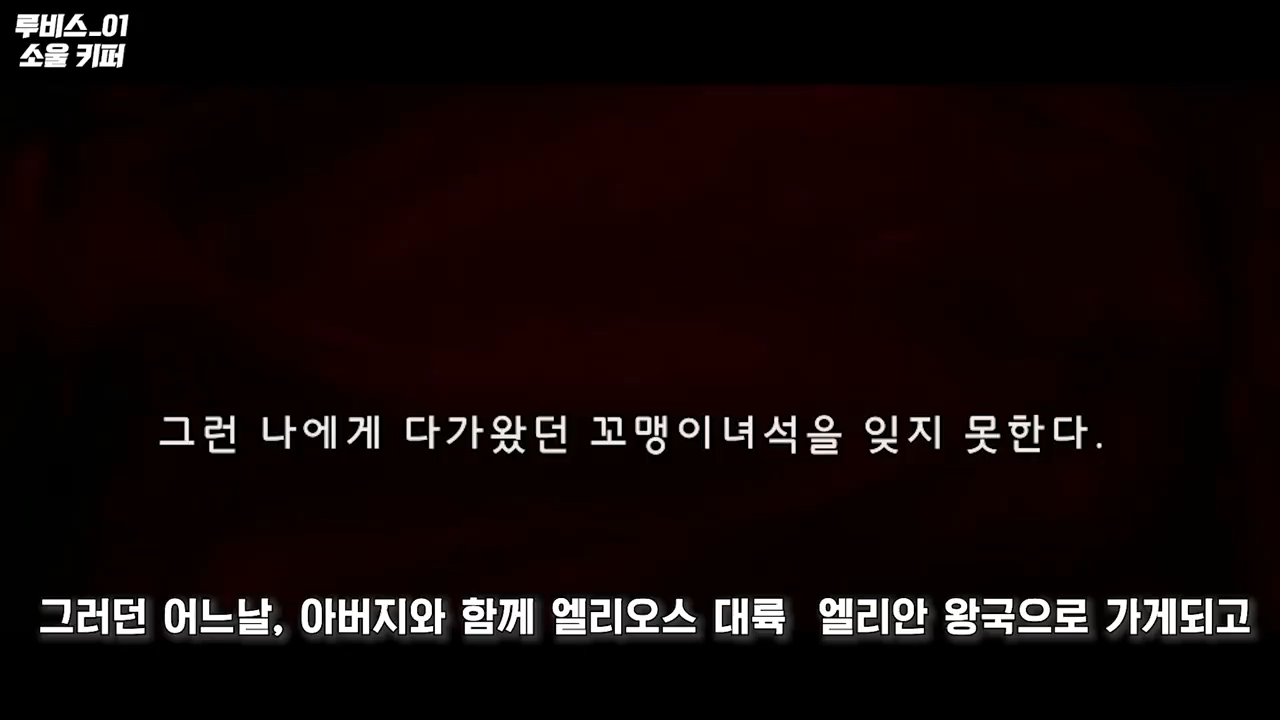 루비스_01
소울 키퍼
그런 나에게 다가왔던 꼬맹이녀석을 잊지 못한다.
그러던 어느날, 아버지와 함께 엘리오스 대륙  엘리안 왕국으로 가게되고